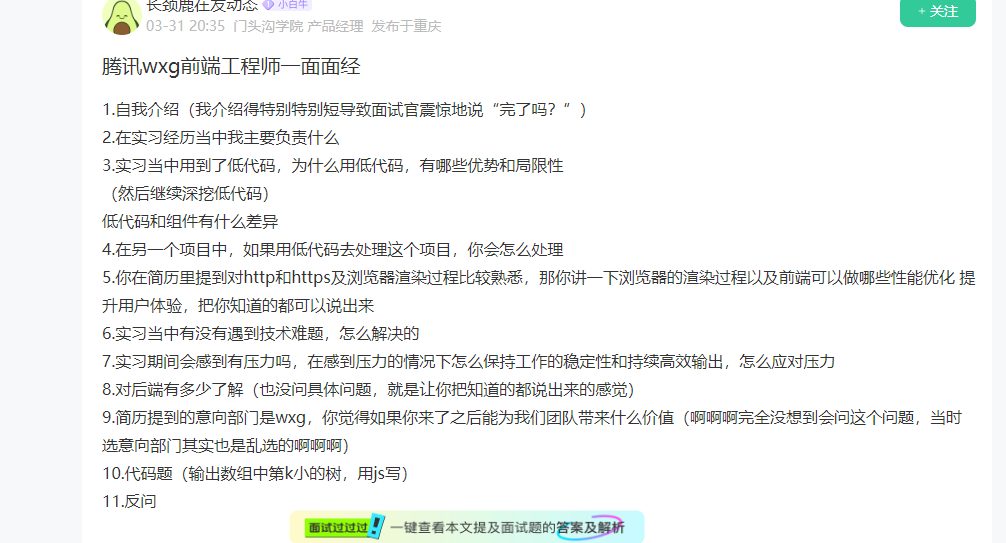 长颈鹿在发动态 小白牛
+ 关注
03-31 20:35 门头沟学院 产品经理 发布于重庆
腾讯wxg前端工程师一面面经
1.自我介绍（我介绍得特别特别短导致面试官震惊地说“完了吗？“ ）
2.在实习经历当中我主要负责什么
3.实习当中用到了低代码，为什么用低代码，有哪些优势和局限性
（然后继续深挖低代码）
低代码和组件有什么差异
4.在另一个项目中，如果用低代码去处理这个项目，你会怎么处理
5.你在简历里提到对http和https及浏览器渲染过程比较熟悉，那你讲一下浏览器的渲染过程以及前端可以做哪些性能优化 提
升用户体验，把你知道的都可以说出来
6.实习当中有没有遇到技术难题，怎么解决的
7.实习期间会感到有压力吗，在感到压力的情况下怎么保持工作的稳定性和持续高效输出，怎么应对压力
8.对后端有多少了解（也没问具体问题，就是让你把知道的都说出来的感觉）
9.简历提到的意向部门是wxg，你觉得如果你来了之后能为我们团队带来什么价值（啊啊啊完全没想到会问这个问题，当时
选意向部门其实也是乱选的啊啊啊）
10.代码题（输出数组中第k小的树，用js写）
11.反问
面试过过过! 一键查看本文提及面试题的答案及解析